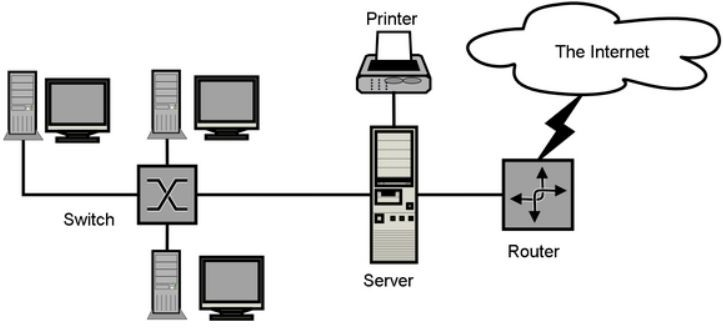 Printer
The Internet
Switch
Server
Router